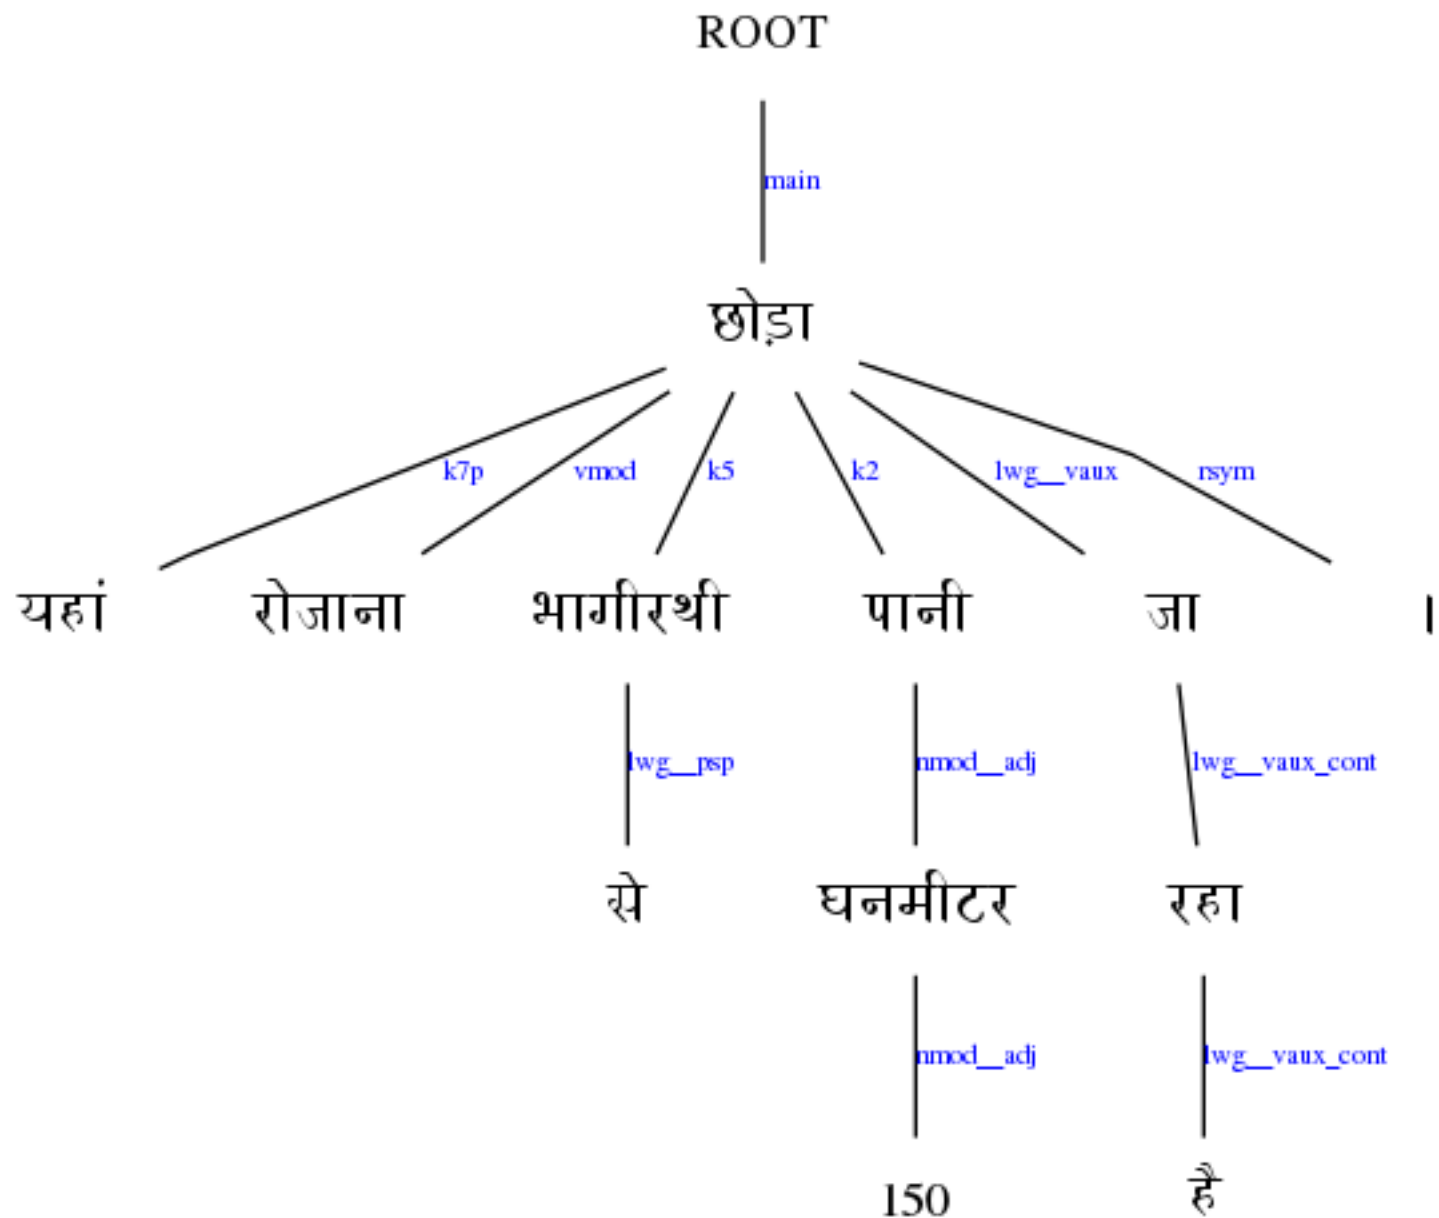 ROOT
main
छोड़ा
k7p vmod k5 k2 lwg__vaux rsym
यहां रोजाना भागीरथी पानी जा ।
lwg__psp nmod__adj lwg__vaux_cont
से घनमीटर रहा
nmod__adj lwg__vaux_cont
150 है